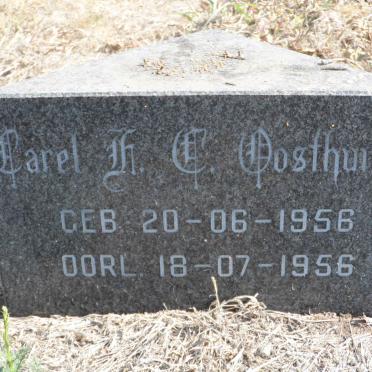 Carel H. C. Oosthui
GEB. 20-06-1956
OORL. 18-07-1956